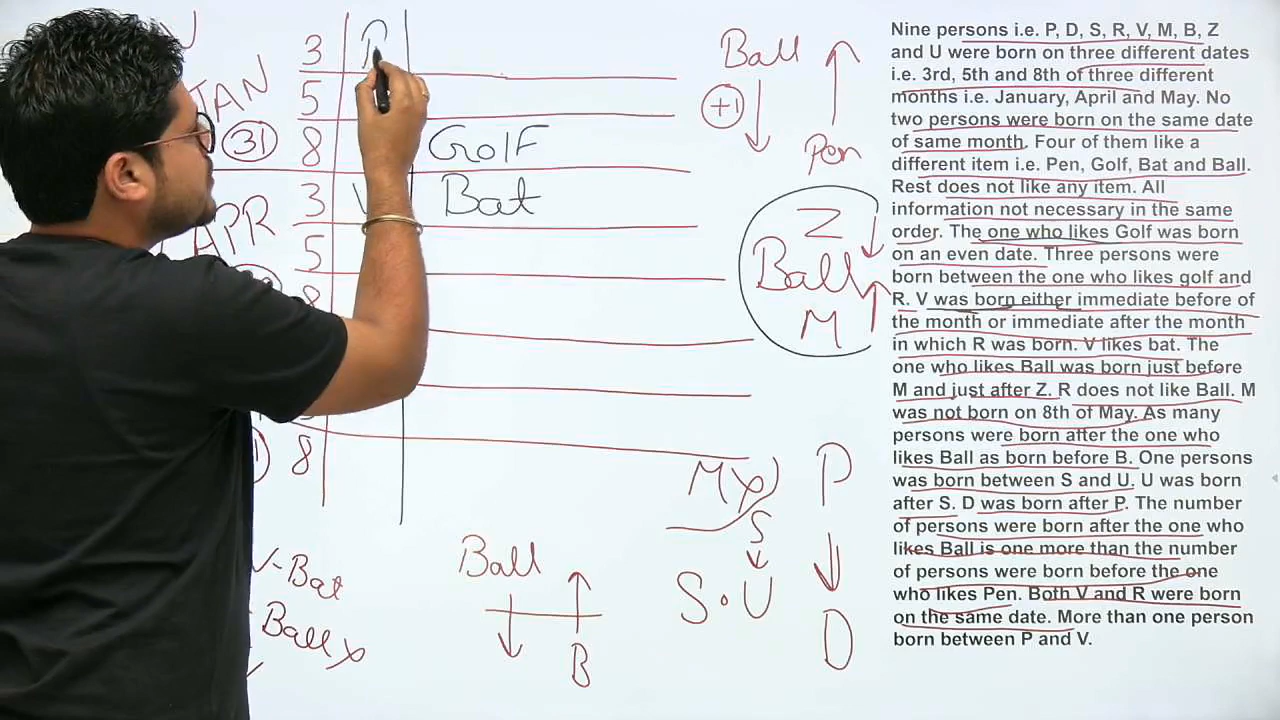 N
3 P
JAN 5
31 8 Golf
3 V Bat
APR
5
8
8
V-Bat
Ball x
Ball
B
Ball
+1
Pen
Z
Ball
M
M x)
S
S . U
P
D
Nine persons i.e. P, D, S, R, V, M, B, Z
and U were born on three different dates
i.e. 3rd, 5th and 8th of three different
months i.e. January, April and May. No
two persons were born on the same date
of same month. Four of them like a
different item i.e. Pen, Golf, Bat and Ball.
Rest does not like any item. All
information not necessary in the same
order. The one who likes Golf was born
on an even date. Three persons were
born between the one who likes golf and
R. V was born either immediate before of
the month or immediate after the month
in which R was born. V likes bat. The
one who likes Ball was born just before
M and just after Z. R does not like Ball. M
was not born on 8th of May. As many
persons were born after the one who
likes Ball as born before B. One persons
was born between S and U. U was born
after S. D was born after P. The number
of persons were born after the one who
likes Ball is one more than the number
of persons were born before the one
who likes Pen. Both V and R were born
on the same date. More than one person
born between P and V.